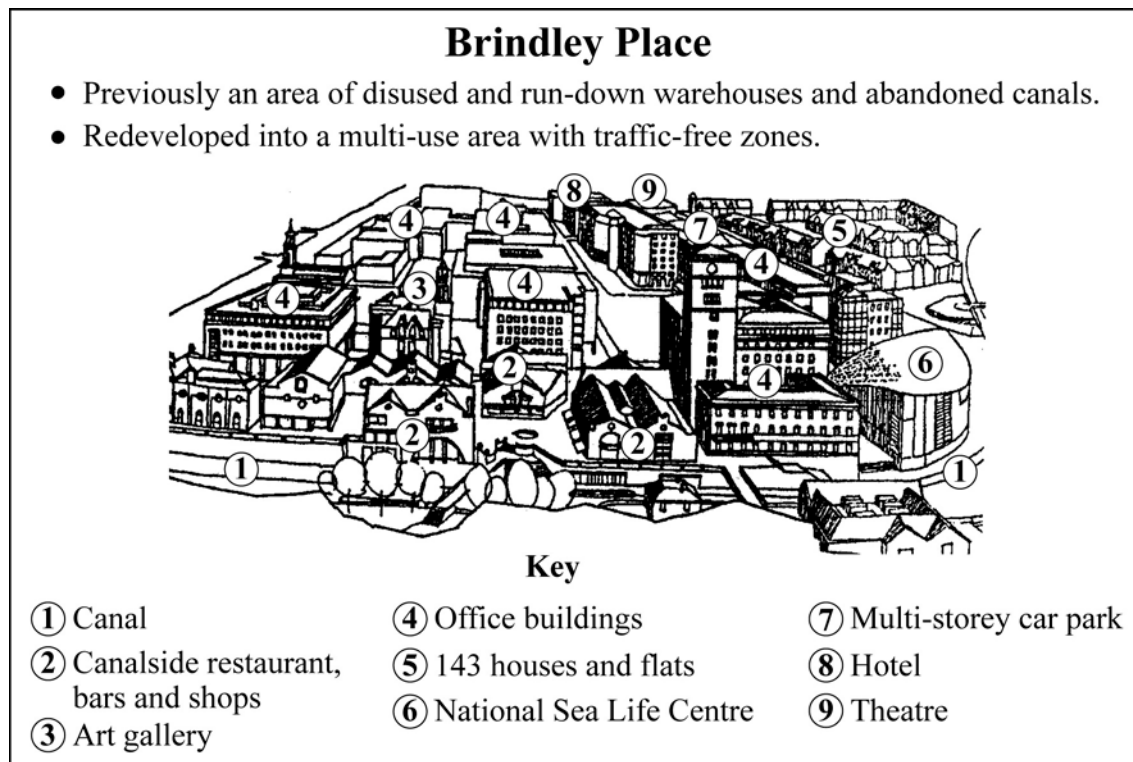 Brindley Place
● Previously an area of disused and run-down warehouses and abandoned canals.
● Redeveloped into a multi-use area with traffic-free zones.
8 9
4 4 7 5
4
3 4
4
2 6
4
2 2
1 1
Key
1 Canal
2 Canalside restaurant,
bars and shops
3 Art gallery
4 Office buildings
5 143 houses and flats
6 National Sea Life Centre
7 Multi-storey car park
8 Hotel
9 Theatre